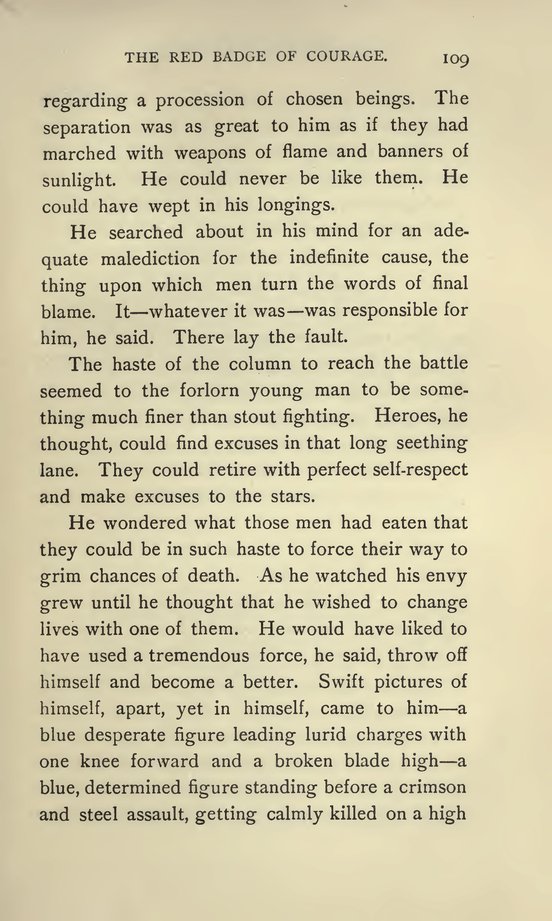 THE RED BADGE OF COURAGE. 109
regarding a procession of chosen beings. The
separation was as great to him as if they had
marched with weapons of flame and banners of
sunlight. He could never be like them. He
could have wept in his longings.
He searched about in his mind for an ade-
quate malediction for the indefinite cause, the
thing upon which men turn the words of final
blame. It—whatever it was—was responsible for
him, he said. There lay the fault.
The haste of the column to reach the battle
seemed to the forlorn young man to be some-
thing much finer than stout fighting. Heroes, he
thought, could find excuses in that long seething
lane. They could retire with perfect self-respect
and make excuses to the stars.
He wondered what those men had eaten that
they could be in such haste to force their way to
grim chances of death. As he watched his envy
grew until he thought that he wished to change
lives with one of them. He would have liked to
have used a tremendous force, he said, throw off
himself and become a better. Swift pictures of
himself, apart, yet in himself, came to him—a
blue desperate figure leading lurid charges with
one knee forward and a broken blade high—a
blue, determined figure standing before a crimson
and steel assault, getting calmly killed on a high